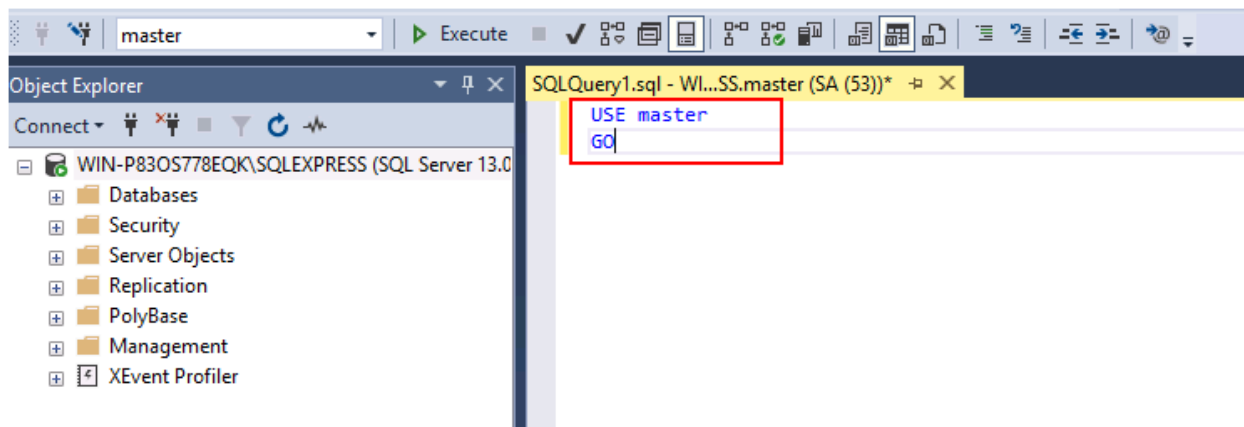 master
Execute
Object Explorer
SQLQuery1.sql - WI...SS.master (SA (53))*
Connect
USE master
GO
WIN-P83OS778EQK\SQLEXPRESS (SQL Server 13.0
Databases
Security
Server Objects
Replication
PolyBase
Management
XEvent Profiler